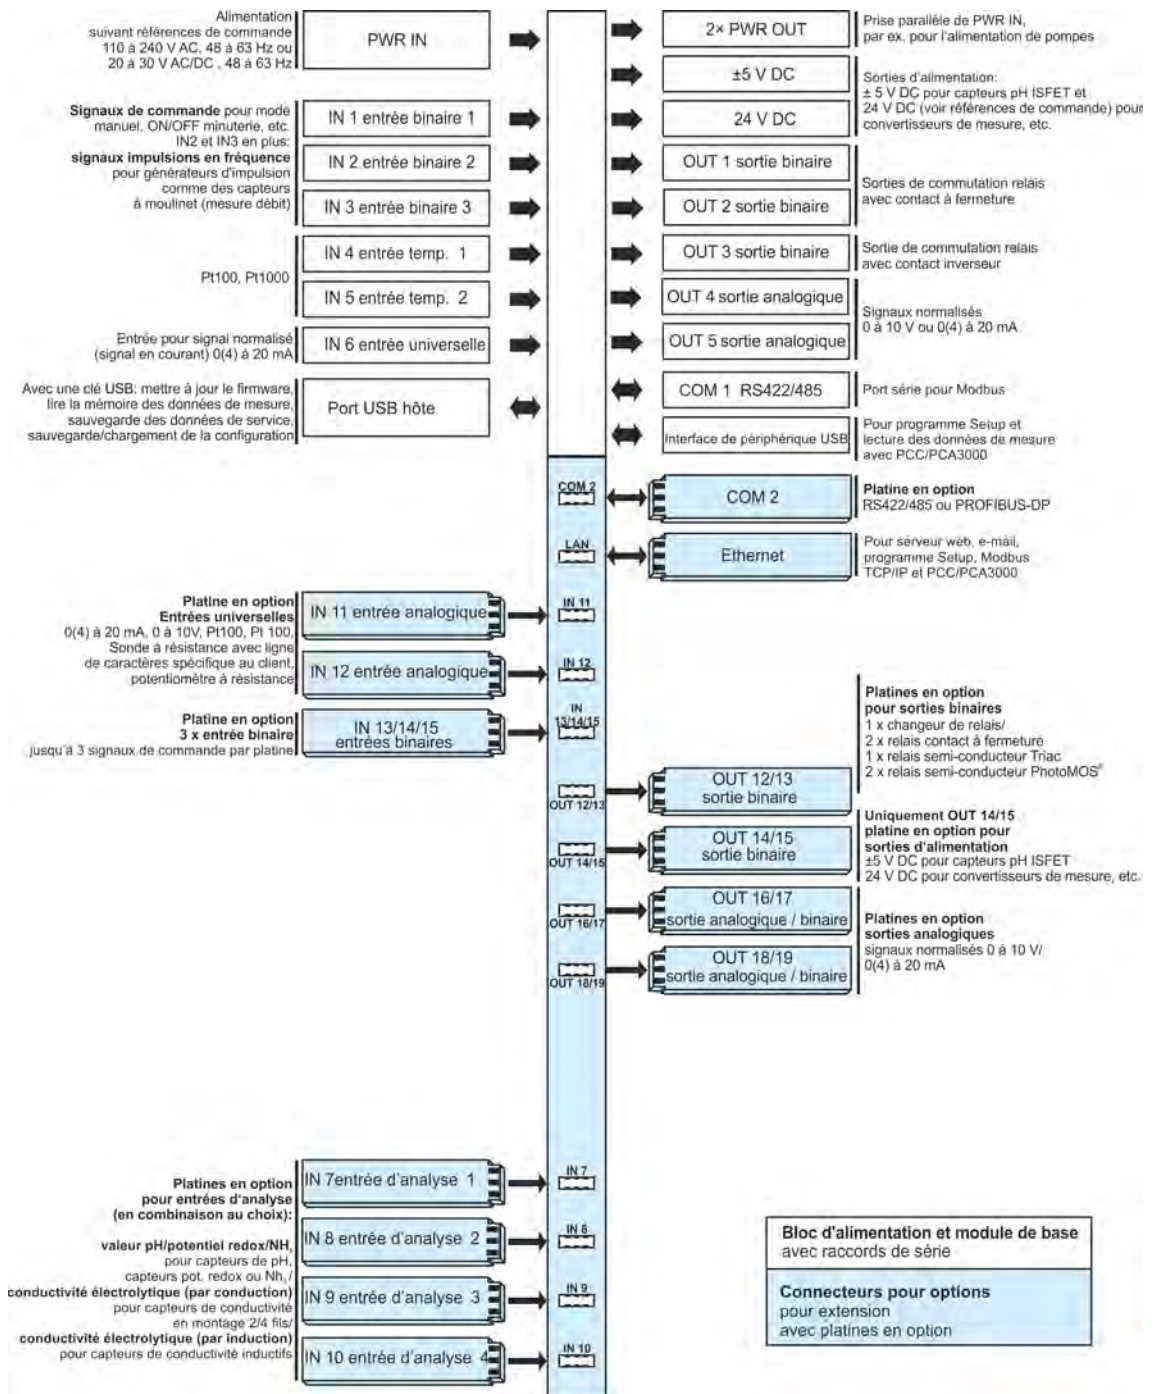 Alimentation
suivant références de commande
110 à 240 V AC, 48 à 63 Hz ou
20 à 30 V AC/DC , 48 à 63 Hz
PWR IN
2× PWR OUT
Prise parallèle de PWR IN,
par ex. pour l'alimentation de pompes
±5 V DC
24 V DC
Sorties d'alimentation:
± 5 V DC pour capteurs pH ISFET et
24 V DC (voir références de commande) pour
convertisseurs de mesure, etc.
Signaux de commande pour mode
manuel, ON/OFF minuterie, etc.
IN2 et IN3 en plus:
signaux impulsions en fréquence
pour générateurs d'impulsion
comme des capteurs
à moulinet (mesure débit)
IN 1 entrée binaire 1
IN 2 entrée binaire 2
IN 3 entrée binaire 3
OUT 1 sortie binaire
OUT 2 sortie binaire
Sorties de commutation relais
avec contact à fermeture
Pt100, Pt1000
IN 4 entrée temp. 1
IN 5 entrée temp. 2
OUT 3 sortie binaire
Sortie de commutation relais
avec contact inverseur
OUT 4 sortie analogique
OUT 5 sortie analogique
Signaux normalisés
0 à 10 V ou 0(4) à 20 mA
Entrée pour signal normalisé
(signal en courant) 0(4) à 20 mA
IN 6 entrée universelle
Avec une clé USB: mettre à jour le firmware,
lire la mémoire des données de mesure,
sauvegarde des données de service,
sauvegarde/chargement de la configuration
Port USB hôte
COM 1 RS422/485
Port série pour Modbus
Interface de périphérique USB
Pour programme Setup et
lecture des données de mesure
avec PCC/PCA3000
COM 2
COM 2
Platine en option
RS422/485 ou PROFIBUS-DP
LAN
Ethernet
Pour serveur web, e-mail,
programme Setup, Modbus
TCP/IP et PCC/PCA3000
Platine en option
Entrées universelles
0(4) à 20 mA, 0 à 10V, Pt100, Pt 100,
Sonde à résistance avec ligne
de caractères spécifique au client,
potentiomètre à résistance
IN 11 entrée analogique
IN 11
IN 12 entrée analogique
IN 12
Platine en option
3 x entrée binaire
jusqu'à 3 signaux de commande par platine
IN 13/14/15
entrées binaires
IN
13/14/15
Platines en option
pour sorties binaires
1 x changeur de relais/
2 x relais contact à fermeture
1 x relais semi-conducteur Triac
2 x relais semi-conducteur PhotoMOS®
OUT 12/13
OUT 12/13
sortie binaire
OUT 14/15
OUT 14/15
sortie binaire
Uniquement OUT 14/15
platine en option pour
sorties d'alimentation
±5 V DC pour capteurs pH ISFET
24 V DC pour convertisseurs de mesure, etc.
OUT 16/17
OUT 16/17
sortie analogique / binaire
OUT 18/19
OUT 18/19
sortie analogique / binaire
Platines en option
sorties analogiques
signaux normalisés 0 à 10 V/
0(4) à 20 mA
Platines en option
pour entrées d'analyse
(en combinaison au choix):
valeur pH/potentiel redox/NH₃
pour capteurs de pH,
capteurs pot. redox ou Nh₃/
conductivité électrolytique (par conduction)
pour capteurs de conductivité
en montage 2/4 fils/
conductivité électrolytique (par induction)
pour capteurs de conductivité inductifs
IN 7entrée d'analyse 1
IN 7
IN 8 entrée d'analyse 2
IN 8
IN 9 entrée d'analyse 3
IN 9
IN 10 entrée d'analyse 4
IN 10
Bloc d'alimentation et module de base
avec raccords de série
Connecteurs pour options
pour extension
avec platines en option